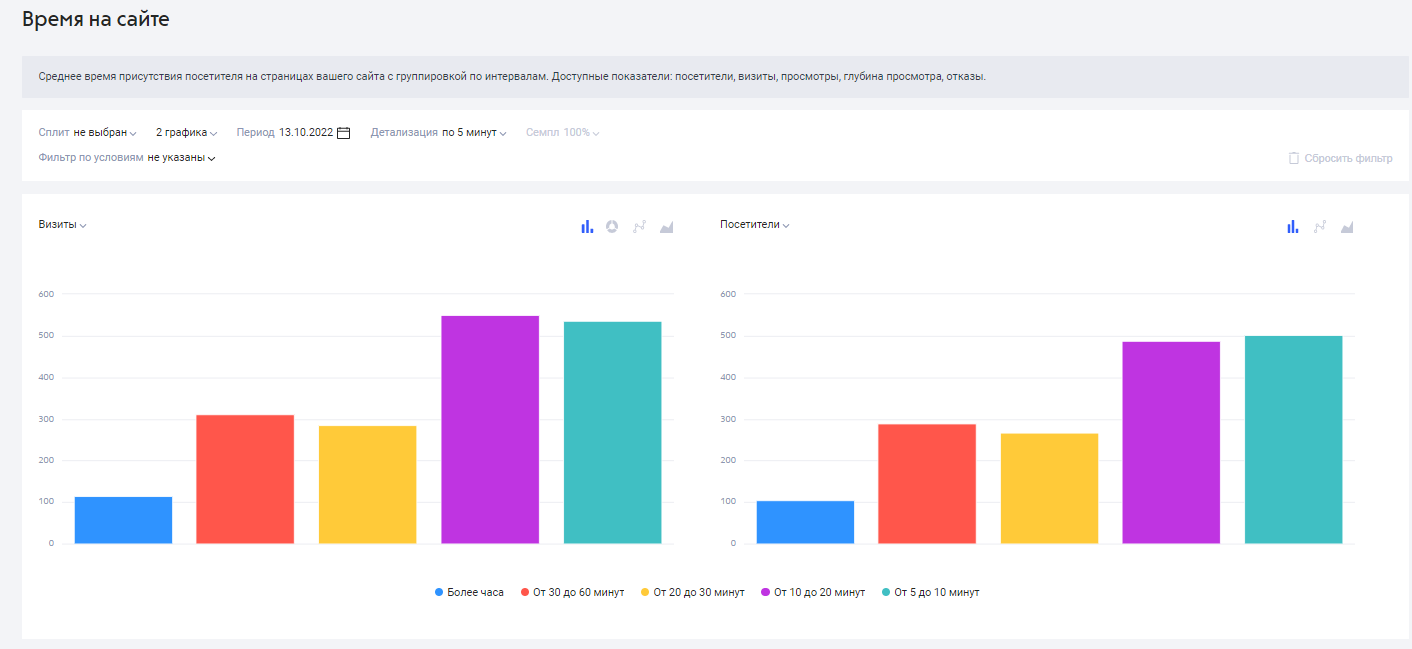 Время на сайте
Среднее время присутствия посетителя на страницах вашего сайта с группировкой по интервалам. Доступные показатели: посетители, визиты, просмотры, глубина просмотра, отказы.
Сплит не выбран 2 графика Период 13.10.2022 Детализация по 5 минут Семпл 100%
Фильтр по условиям не указаны Сбросить фильтр
Визиты Посетители
600 600
500 500
400 400
300 300
200 200
100 100
0 0
Более часа От 30 до 60 минут От 20 до 30 минут От 10 до 20 минут От 5 до 10 минут